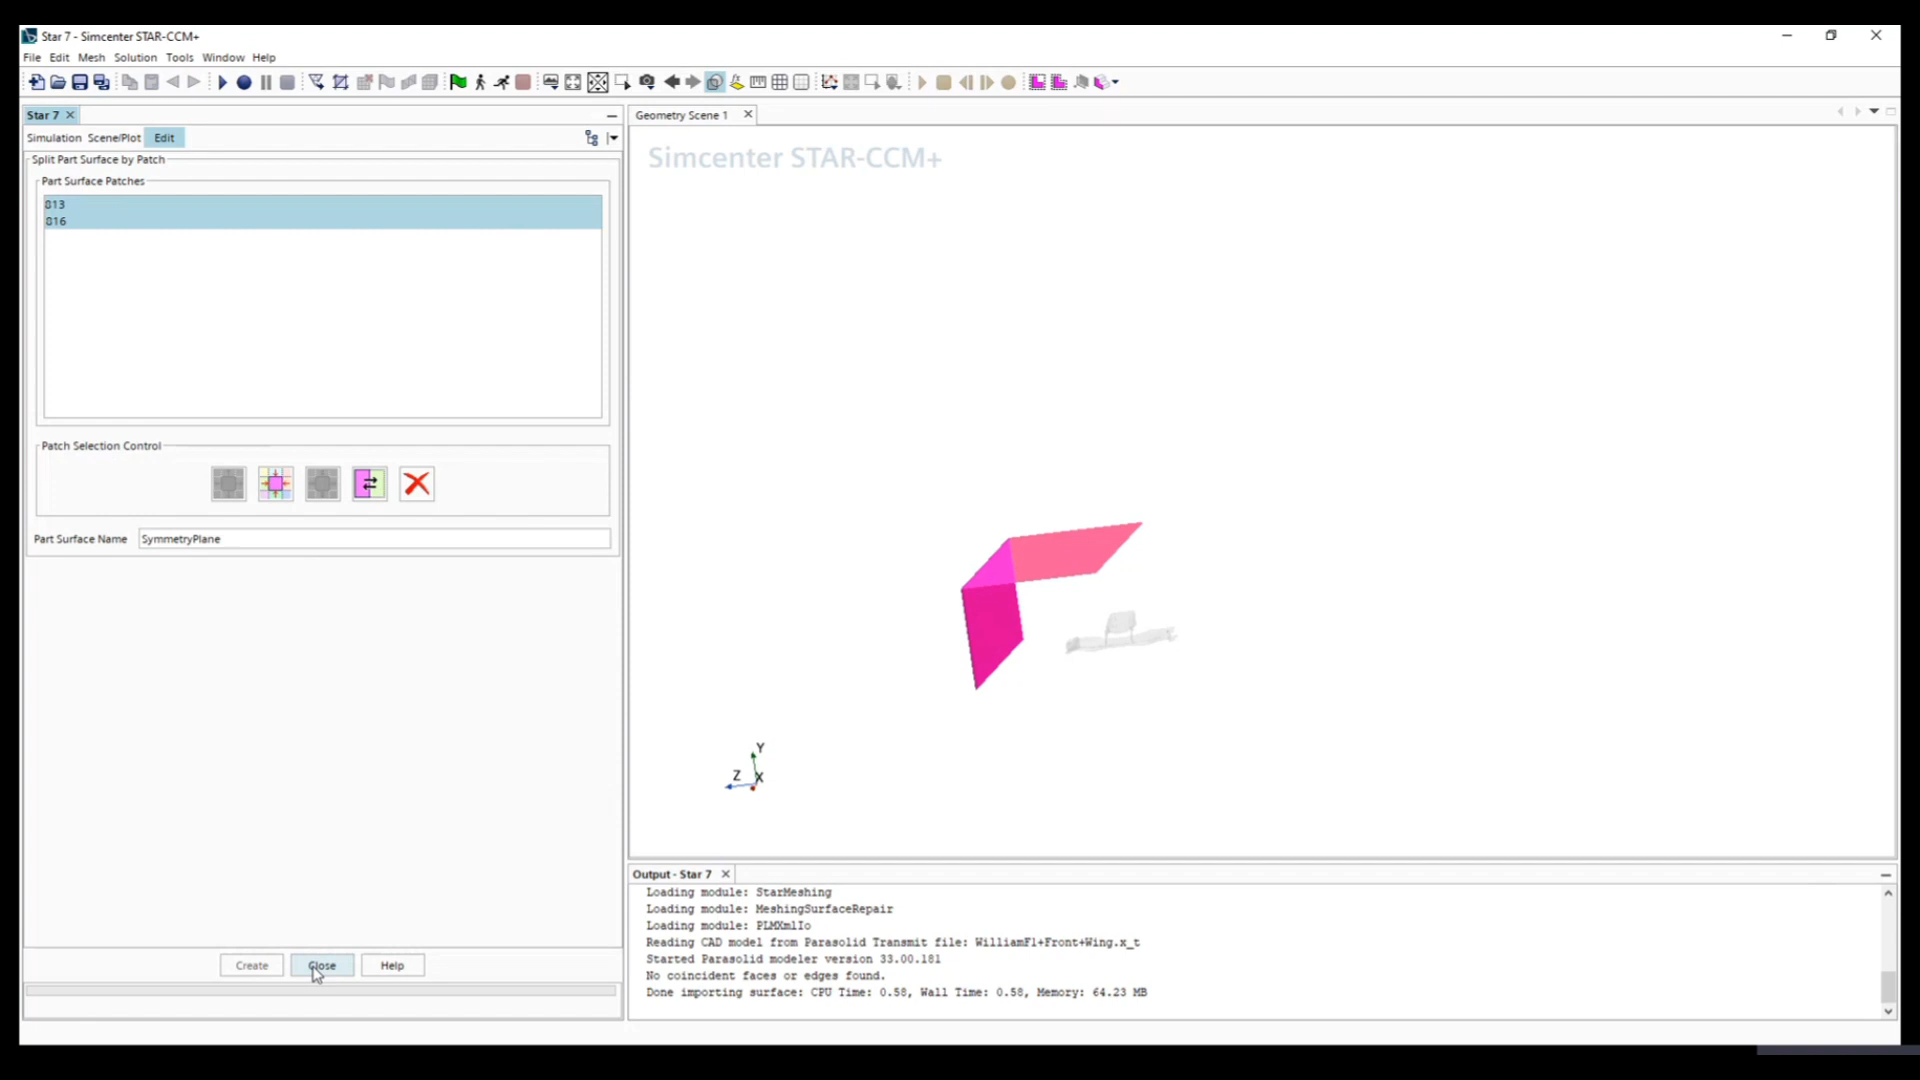 Star 7 - Simcenter STAR-CCM+
File Edit Mesh Solution Tools Window Help
Star 7
Geometry Scene 1
Simulation Scene/Plot Edit
Split Part Surface by Patch
Simcenter STAR-CCM+
Part Surface Patches
813
816
Patch Selection Control
Part Surface Name SymmetryPlane
Y
Z X
Output - Star 7
Loading module: StarMeshing
Loading module: MeshingSurfaceRepair
Loading module: PLMXmlIo
Reading CAD model from Parasolid Transmit file: WilliamF1+Front+Wing.x_t
Started Parasolid modeler version 33.00.181
No coincident faces or edges found.
Done importing surface: CPU Time: 0.58, Wall Time: 0.58, Memory: 64.23 MB
Create Close Help